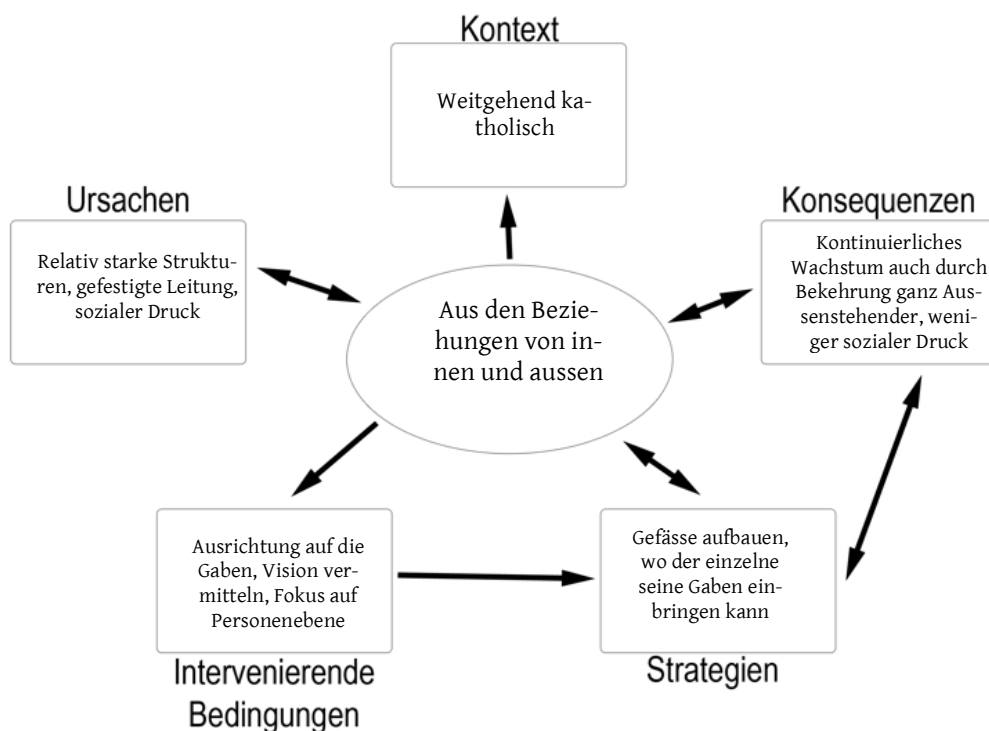 Kontext
Weitgehend ka-
tholisch
Ursachen
Relativ starke Struktu-
ren, gefestigte Leitung,
sozialer Druck
Konsequenzen
Kontinuierliches
Wachstum auch durch
Bekehrung ganz Aus-
senstehender, weni-
ger sozialer Druck
Aus den Bezie-
hungen von in-
nen und aussen
Ausrichtung auf die
Gaben, Vision ver-
mitteln, Fokus auf
Personenebene
Intervenierende
Bedingungen
Gefässe aufbauen,
wo der einzelne
seine Gaben ein-
bringen kann
Strategien